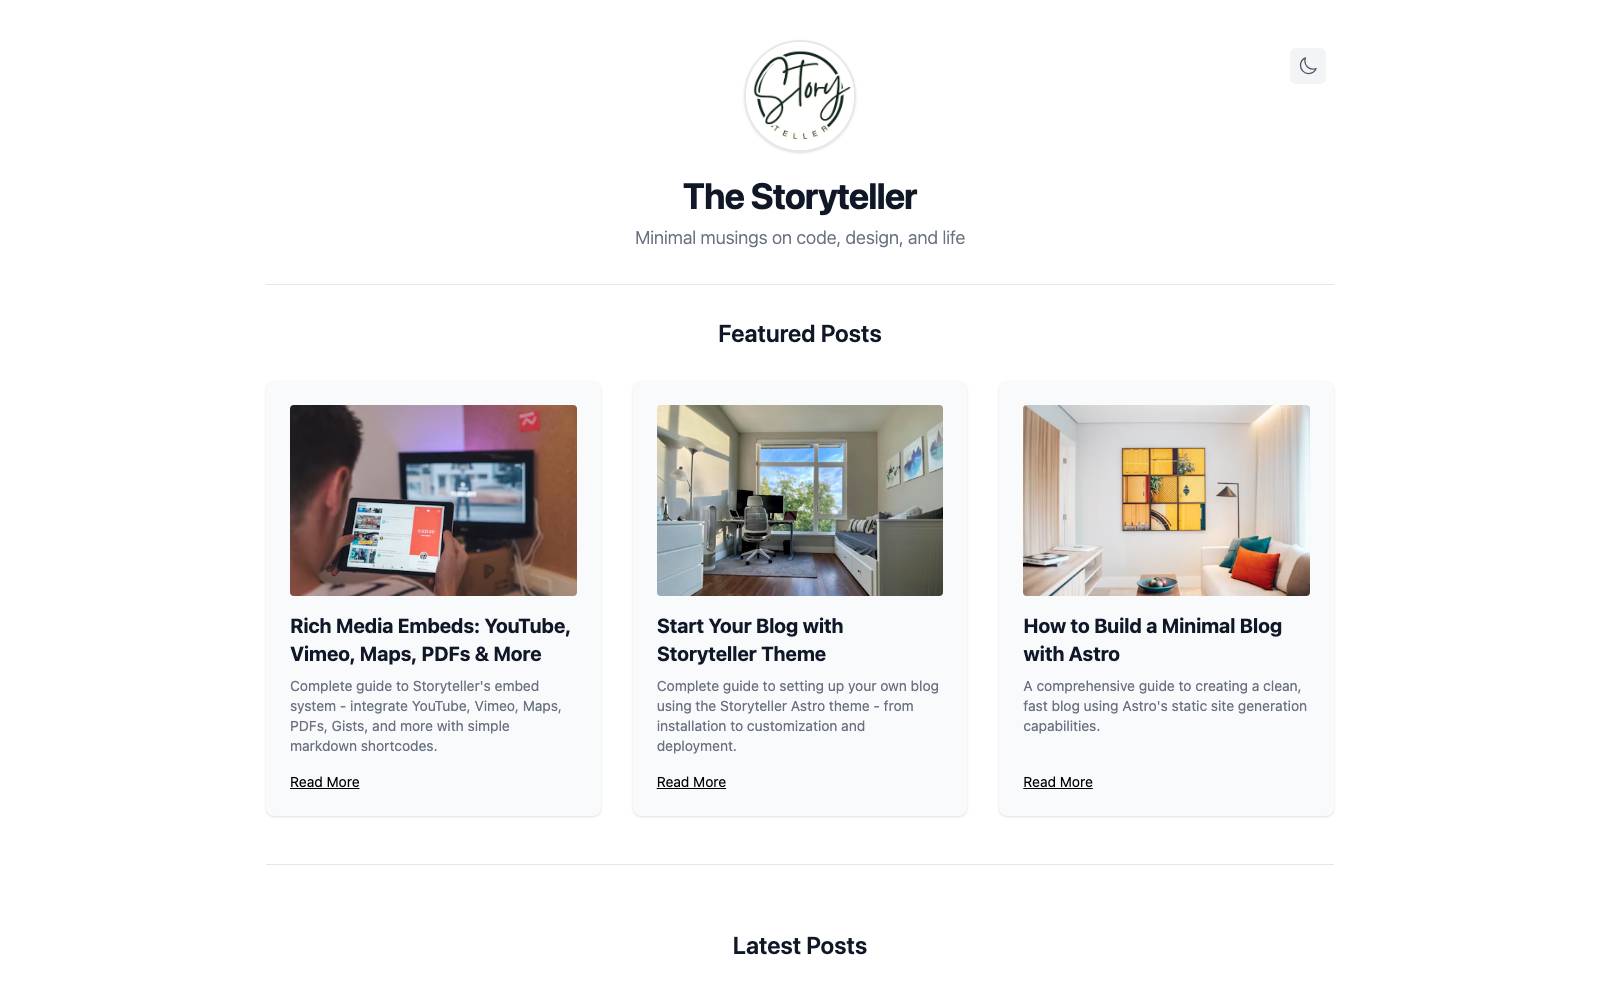 Story
TELLER
The Storyteller
Minimal musings on code, design, and life
Featured Posts
Rich Media Embeds: YouTube,
Vimeo, Maps, PDFs & More
Complete guide to Storyteller's embed
system - integrate YouTube, Vimeo, Maps,
PDFs, Gists, and more with simple
markdown shortcodes.
Read More
Start Your Blog with
Storyteller Theme
Complete guide to setting up your own blog
using the Storyteller Astro theme - from
installation to customization and
deployment.
Read More
How to Build a Minimal Blog
with Astro
A comprehensive guide to creating a clean,
fast blog using Astro's static site generation
capabilities.
Read More
Latest Posts